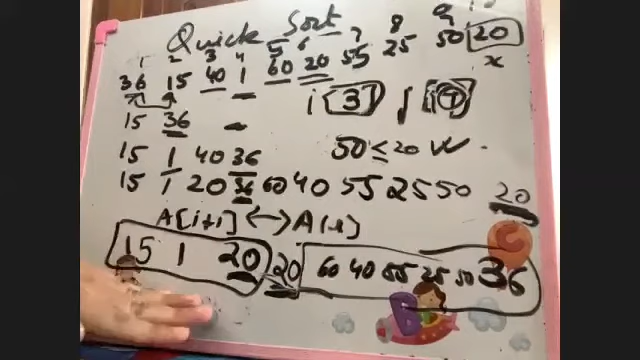 Quick Sort
1 2 3 4 5 6 7 8 9
36 15 40 1 60 20 55 25 50 20
x
i 3 j
15 36
50 ≤ 20
15 1 40 36
15 1 20 36 60 40 55 25 50 20
A[i+1] ↔ A[r]
15 1 20 20 60 40 55 25 50 36
C
B